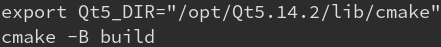 export Qt5_DIR="/opt/Qt5.14.2/lib/cmake"
cmake -B build